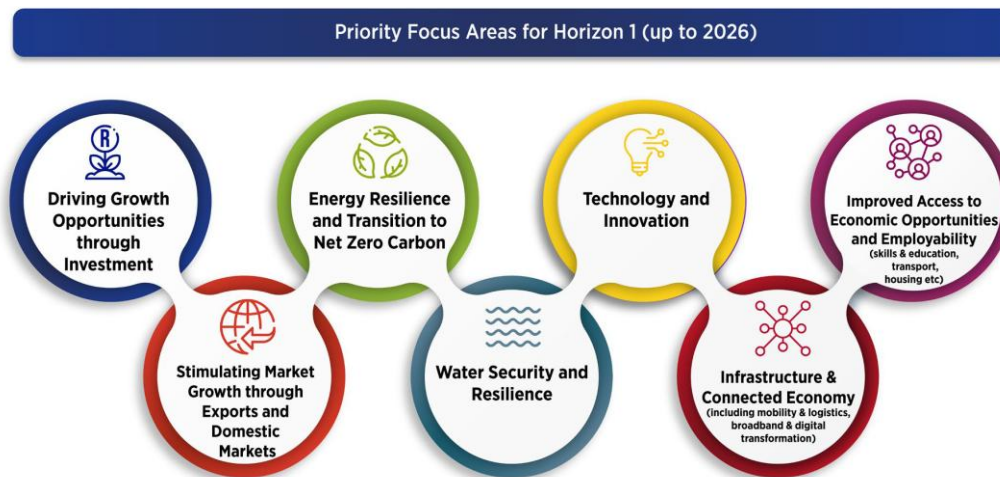 Priority Focus Areas for Horizon 1 (up to 2026)
R
Driving Growth
Opportunities
through
Investment
Stimulating Market
Growth through
Exports and
Domestic
Markets
Energy Resilience
and Transition to
Net Zero Carbon
Water Security and
Resilience
Technology and
Innovation
Infrastructure &
Connected Economy
(including mobility & logistics,
broadband & digital
transformation)
Improved Access to
Economic Opportunities
and Employability
(skills & education,
transport,
housing etc)